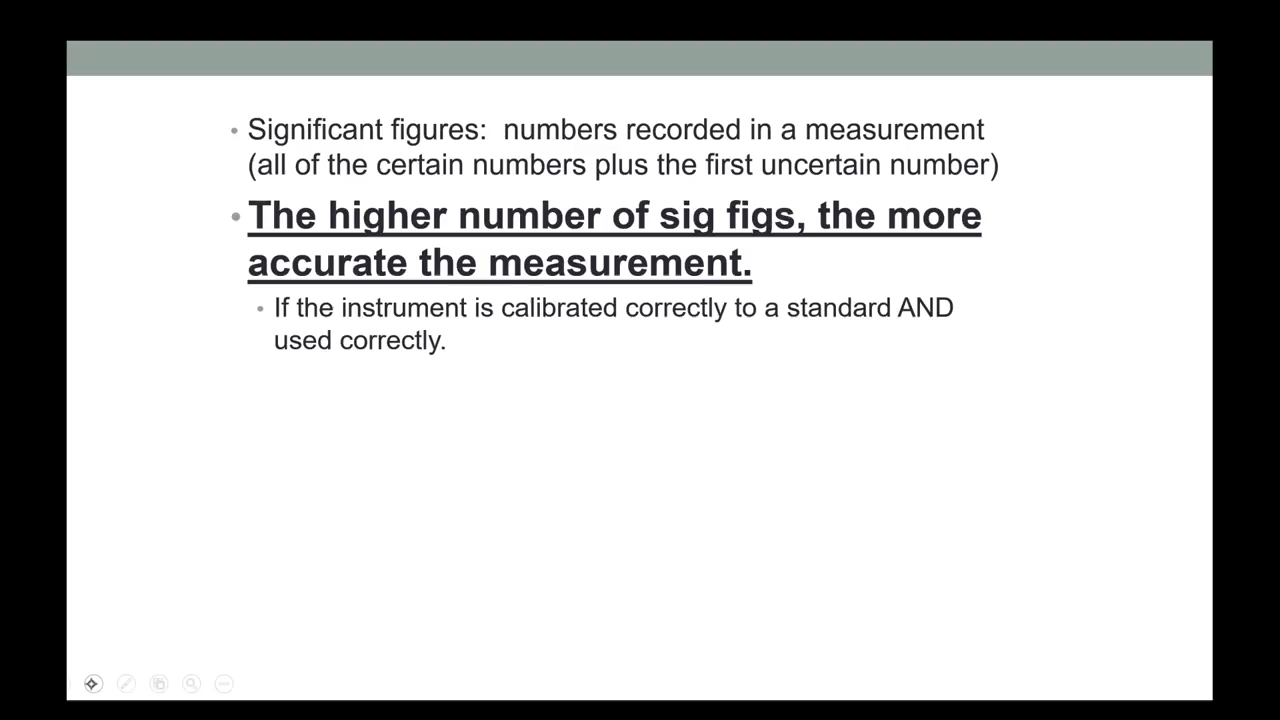 • Significant figures:  numbers recorded in a measurement
(all of the certain numbers plus the first uncertain number)
• The higher number of sig figs, the more
accurate the measurement.
• If the instrument is calibrated correctly to a standard AND
used correctly.